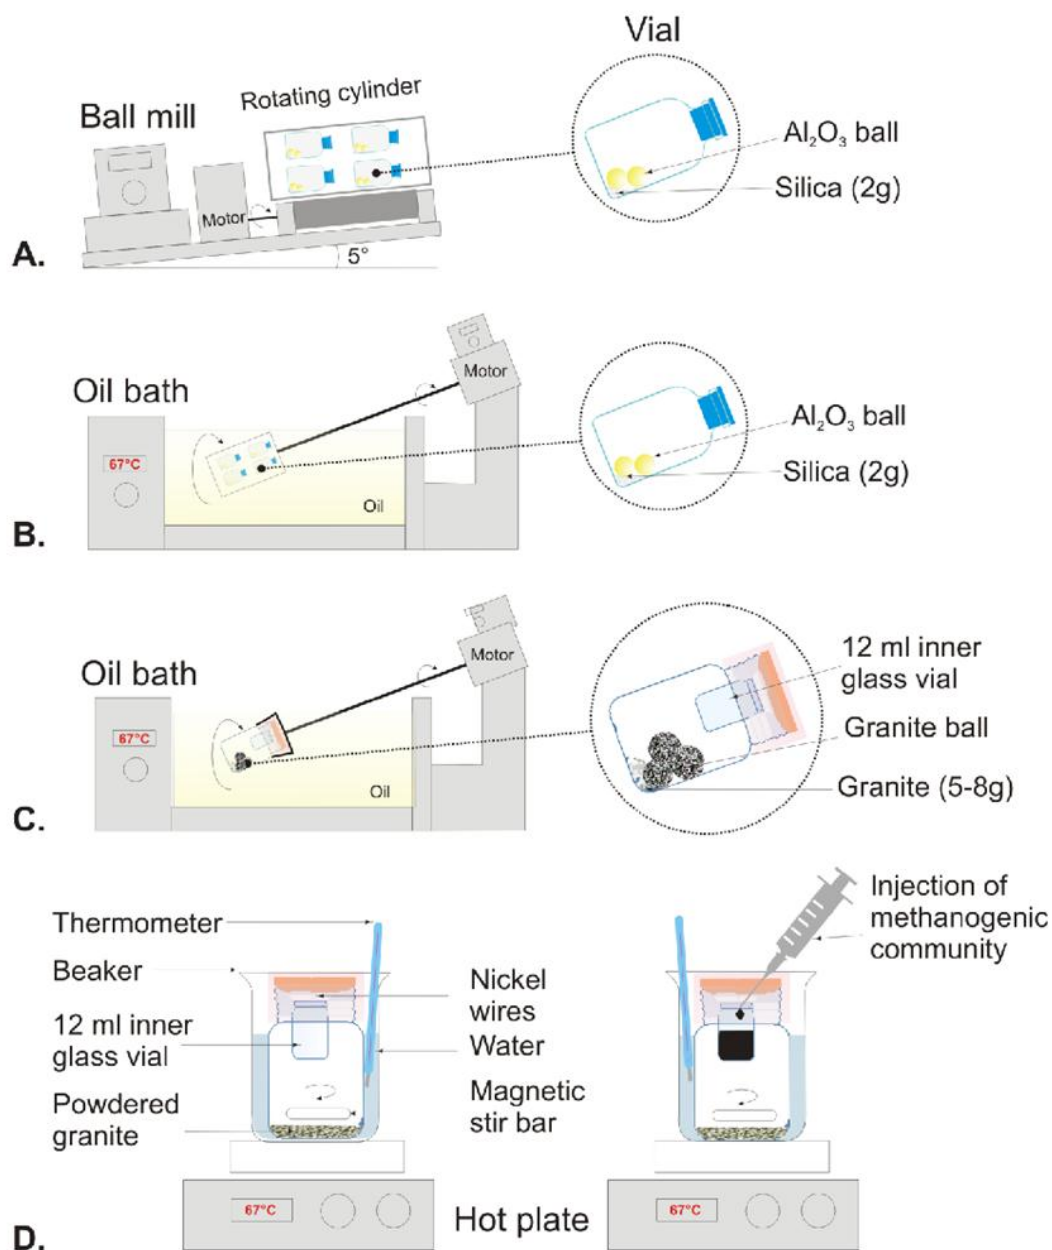 Vial
Ball mill
Rotating cylinder
Al₂O₃ ball
Silica (2g)
Motor
5°
A.
Oil bath
Motor
67°C
Oil
Al₂O₃ ball
Silica (2g)
B.
Oil bath
Motor
67°C
Oil
12 ml inner
glass vial
Granite ball
Granite (5-8g)
C.
Thermometer
Beaker
12 ml inner
glass vial
Powdered
granite
Nickel
wires
Water
Magnetic
stir bar
Injection of
methanogenic
community
67°C
Hot plate
67°C
D.